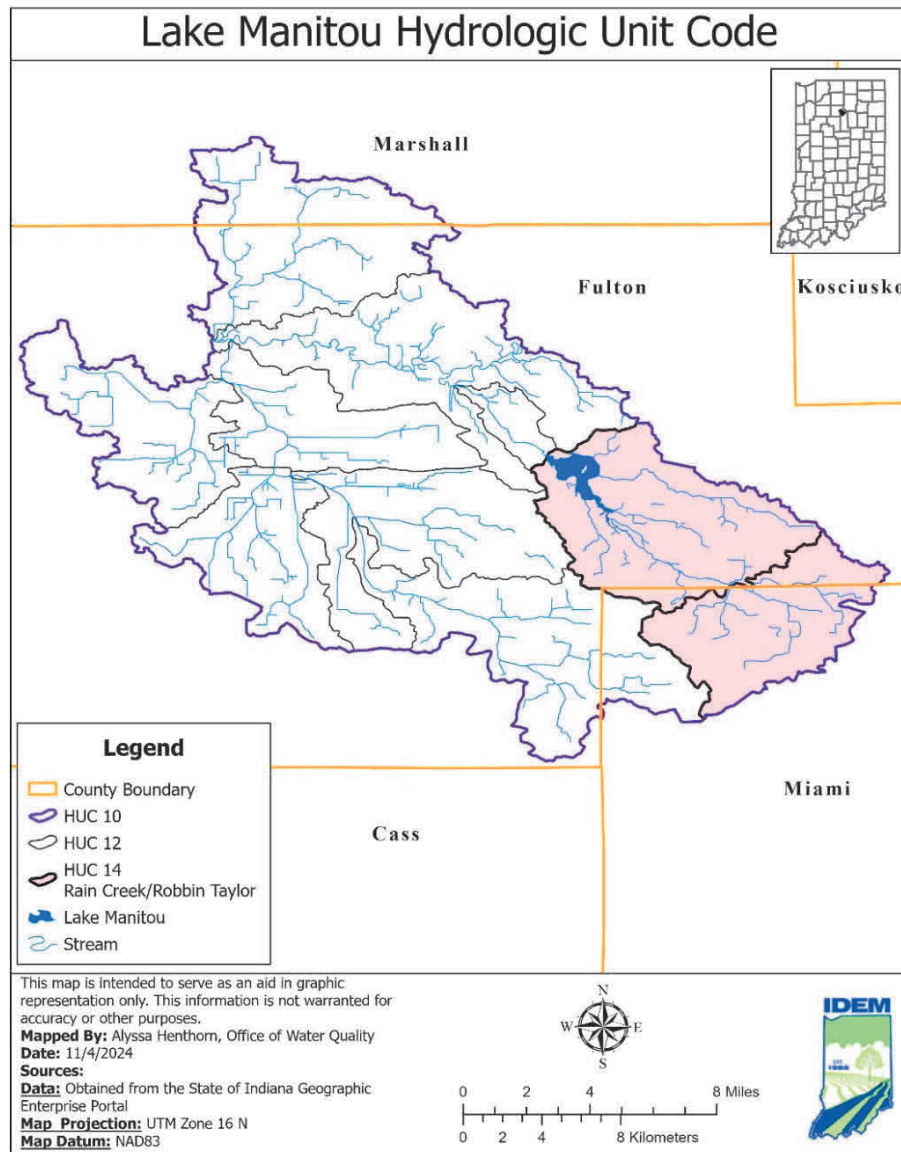 Lake Manitou Hydrologic Unit Code
Marshall
Fulton
Kosciusko
Miami
Cass
Legend
County Boundary
HUC 10
HUC 12
HUC 14
Rain Creek/Robbin Taylor
Lake Manitou
Stream
This map is intended to serve as an aid in graphic
representation only. This information is not warranted for
accuracy or other purposes.
Mapped By: Alyssa Henthorn, Office of Water Quality
Date: 11/4/2024
Sources:
Data: Obtained from the State of Indiana Geographic
Enterprise Portal
Map Projection: UTM Zone 16 N
Map Datum: NAD83
N
W E
S
0 2 4 8 Miles
0 2 4 8 Kilometers
IDEM
EST.
1986